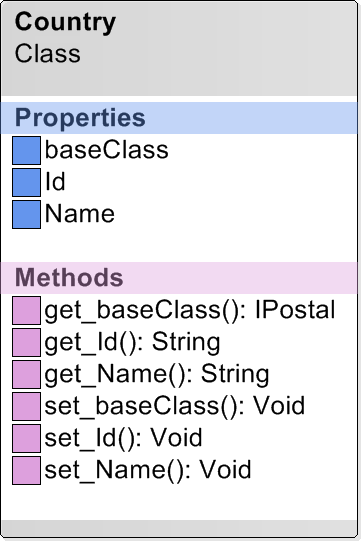 Country
Class
Properties
baseClass
Id
Name
Methods
get_baseClass(): IPostal
get_Id(): String
get_Name(): String
set_baseClass(): Void
set_Id(): Void
set_Name(): Void